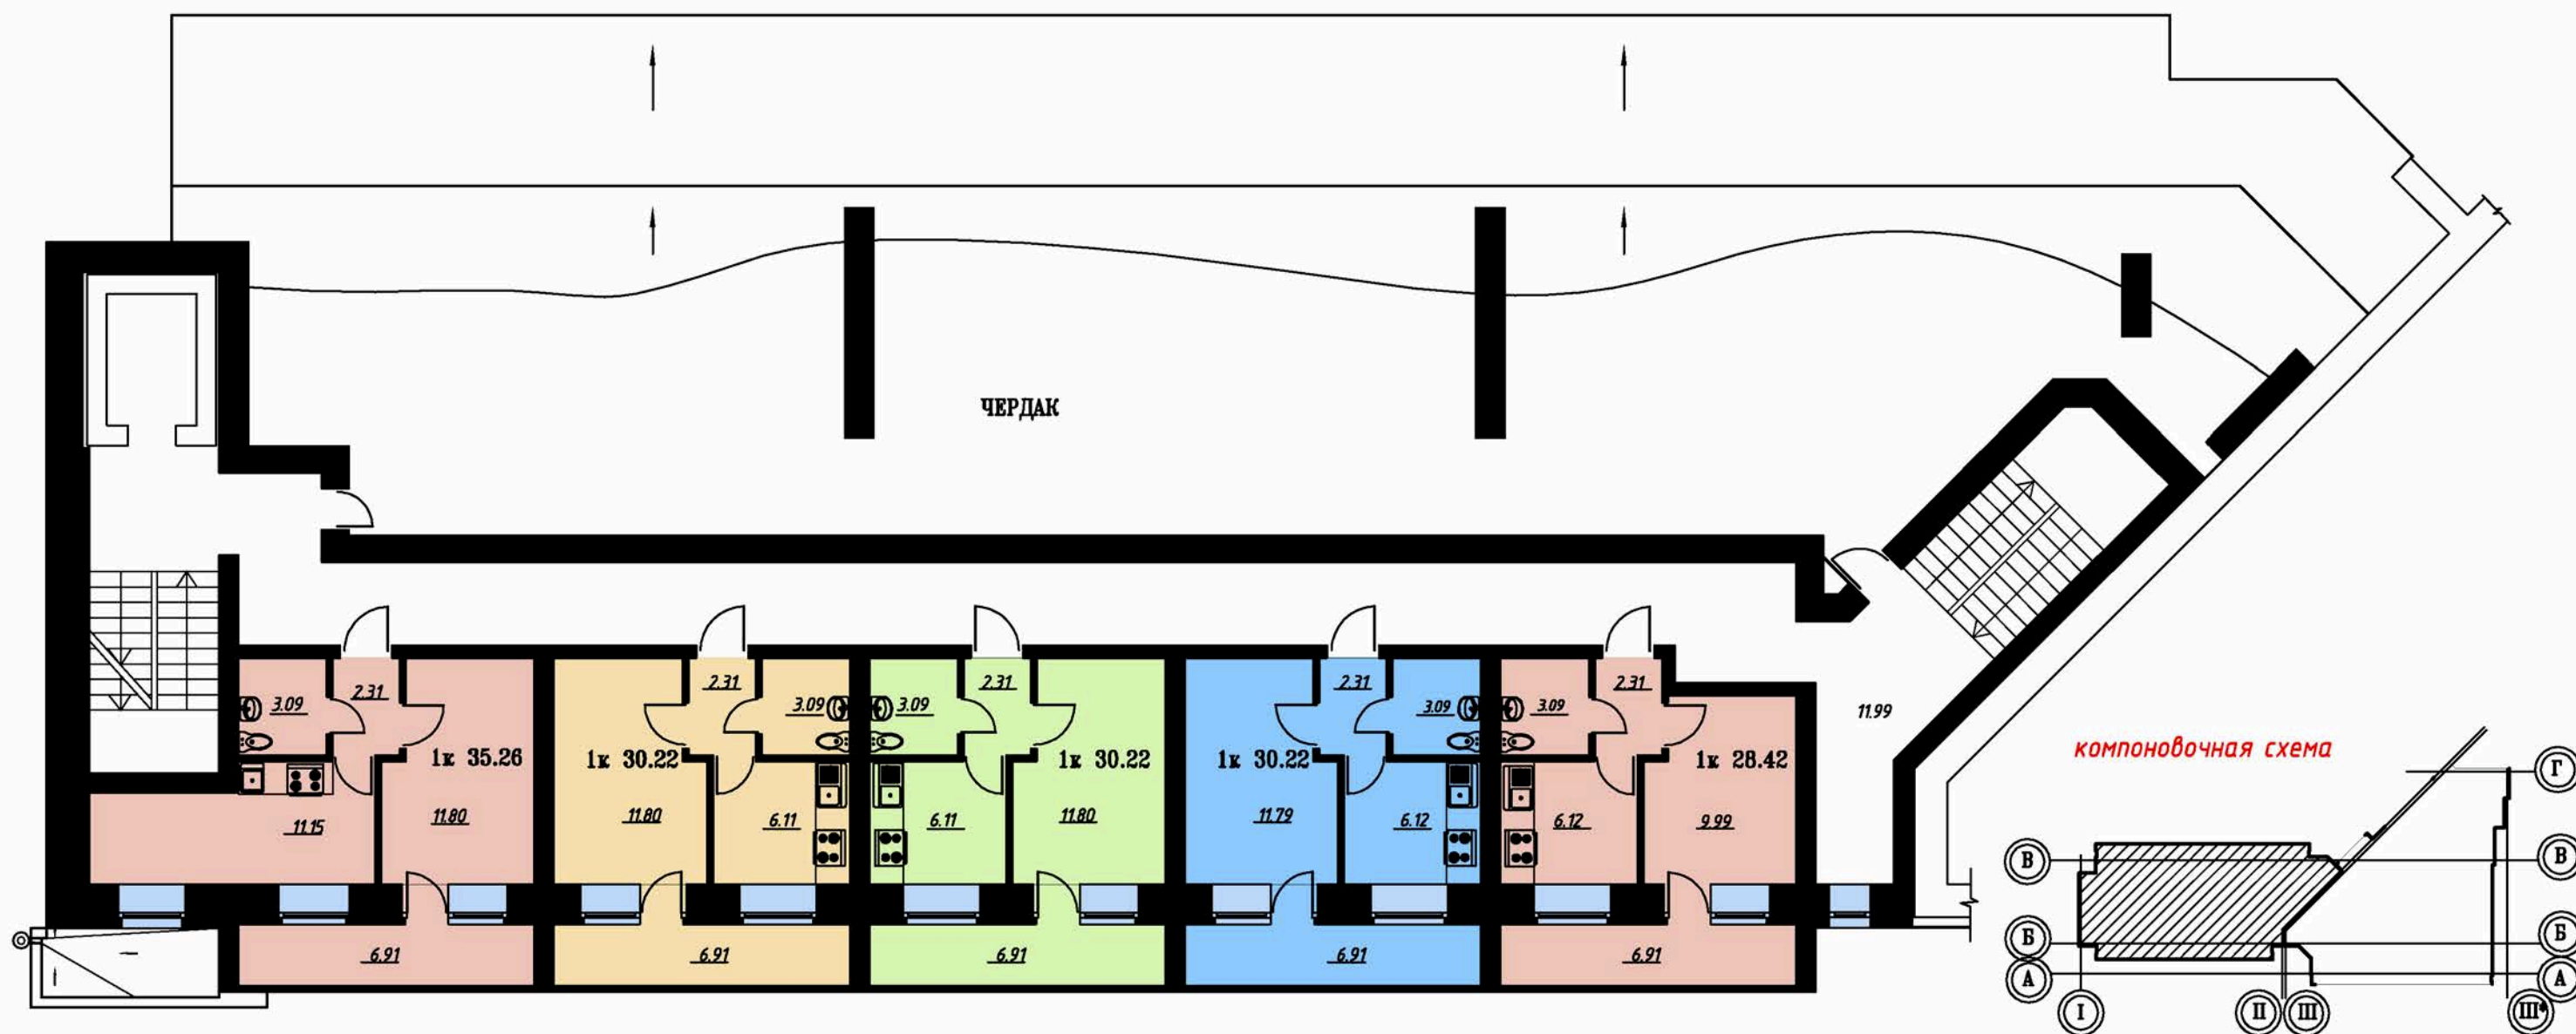 ЧЕРДАК
3.09
2.31
1к 35.26
11.15
11.80
6.91
2.31
3.09
1к 30.22
11.80
6.11
6.91
3.09
2.31
1к 30.22
6.11
11.80
6.91
2.31
3.09
1к 30.22
11.79
6.12
6.91
3.09
2.31
1к 28.42
6.12
9.99
6.91
11.99
компоновочная схема
Г
В
В
Б
Б
А
А
I
II
III
III*